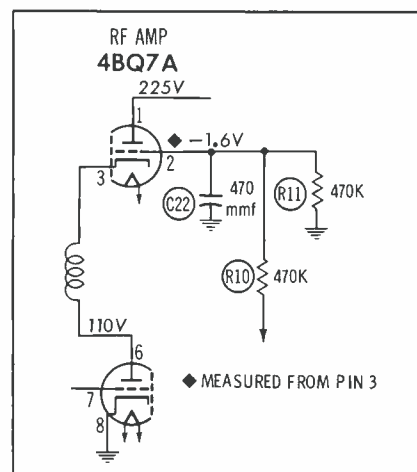 RF AMP
4BQ7A
225V
1
◆ -1.6V
2
3
C22
470
mmf
R11
470K
R10
470K
110V
6
7
◆ MEASURED FROM PIN 3
8